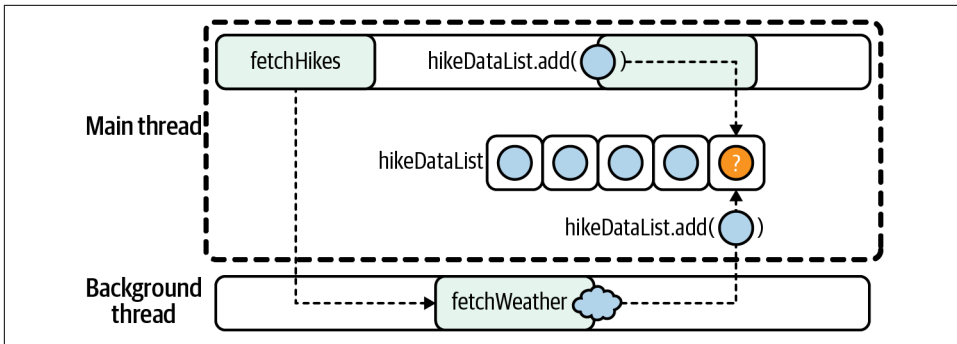 fetchHikes
hikeDataList.add( )
Main thread
hikeDataList
?
hikeDataList.add( )
Background
thread
fetchWeather